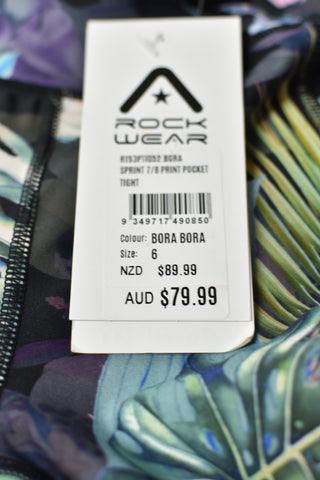 ROCK
WEAR
R193PTID52 BORA
SPRINT 7/8 PRINT POCKET
TIGHT
9 349717 490850
Colour: BORA BORA
Size: 6
NZD $89.99
AUD $79.99